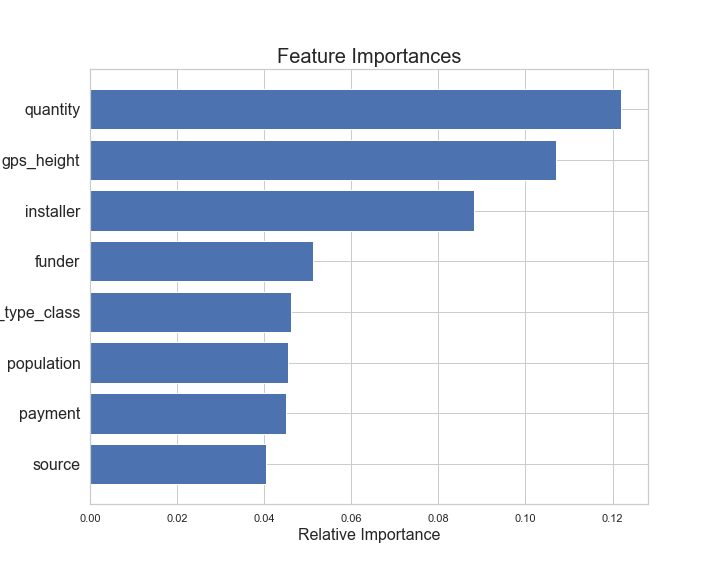 Feature Importances
quantity
gps_height
installer
funder
_type_class
population
payment
source
0.00 0.02 0.04 0.06 0.08 0.10 0.12
Relative Importance